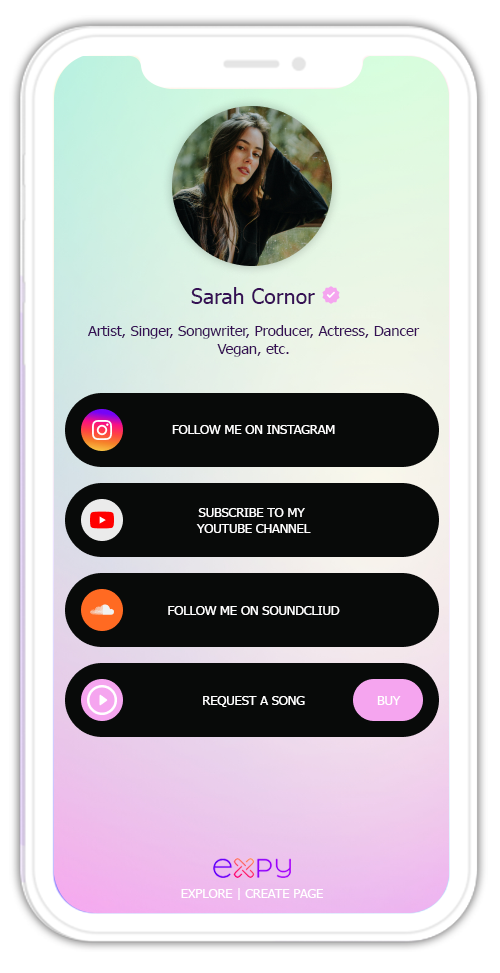 Sarah Cornor
Artist, Singer, Songwriter, Producer, Actress, Dancer
Vegan, etc.
FOLLOW ME ON INSTAGRAM
SUBSCRIBE TO MY
YOUTUBE CHANNEL
FOLLOW ME ON SOUNDCLIUD
REQUEST A SONG
BUY
expy
EXPLORE | CREATE PAGE